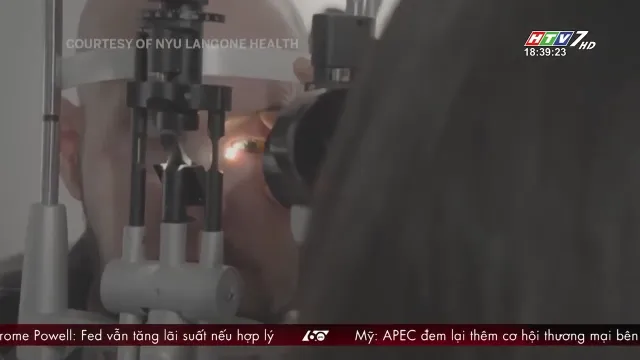 COURTESY OF NYU LANGONE HEALTH
HTV7 HD
18:39:23
rome Powell: Fed vẫn tăng lãi suất nếu hợp lý
60
Mỹ: APEC đem lại thêm cơ hội thương mại bên